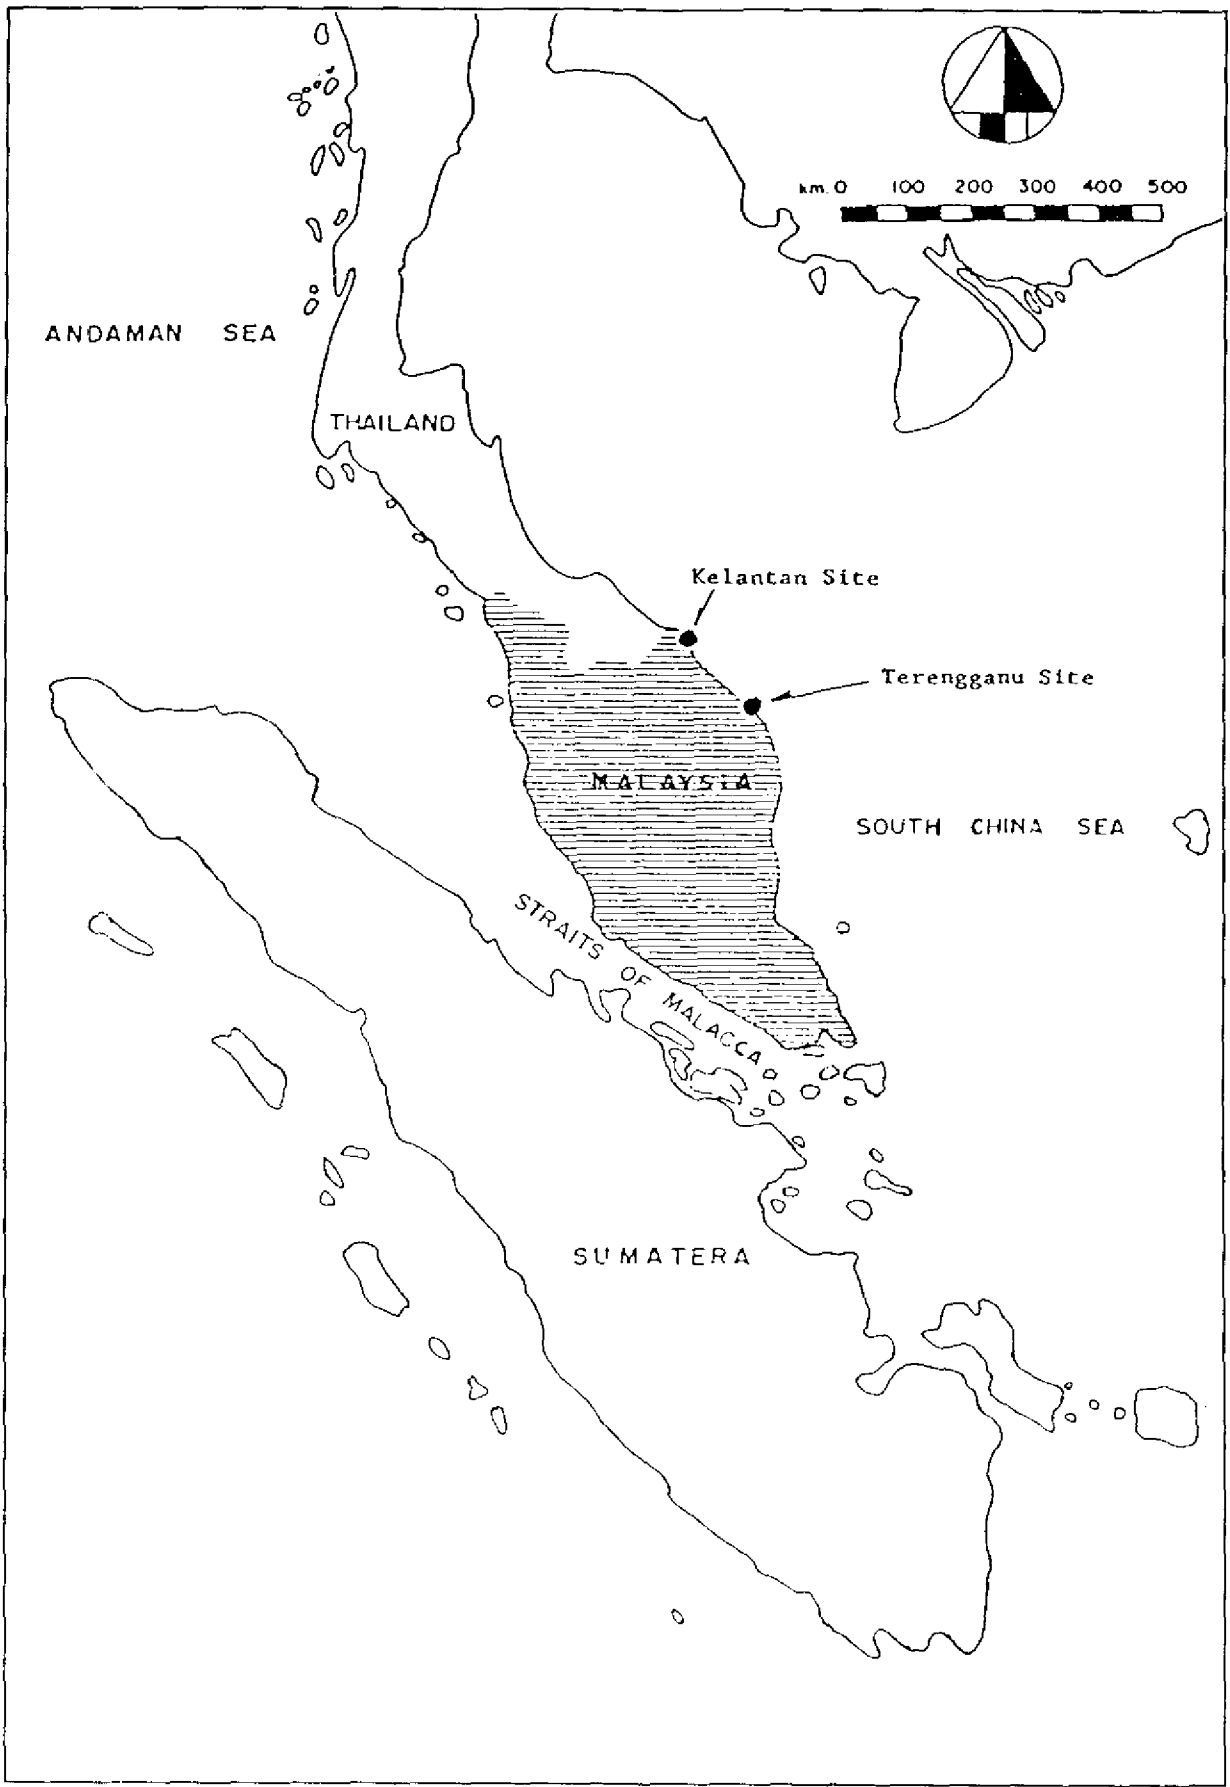 km. 0 100 200 300 400 500
ANDAMAN SEA
THAILAND
Kelantan Site
Terengganu Site
MALAYSIA
SOUTH CHINA SEA
STRAITS OF MALACCA
SUMATERA